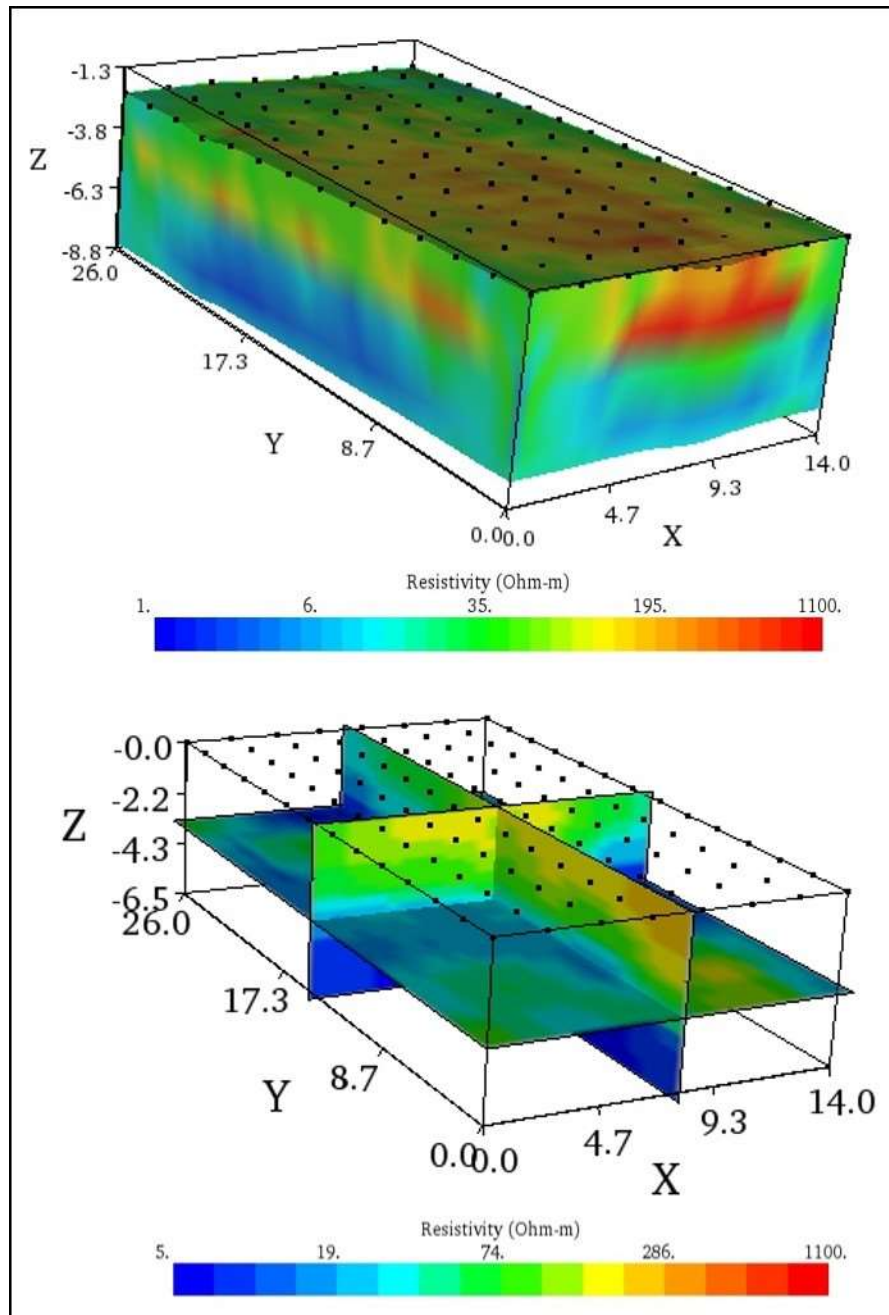 -1.3
-3.8
Z
-6.3
-8.8
26.0
17.3
Y
8.7
0.0
0.0
4.7
X
9.3
14.0
Resistivity (Ohm-m)
1. 6. 35. 195. 1100.
-0.0
-2.2
Z
-4.3
-6.5
26.0
17.3
Y
8.7
0.0
0.0
4.7
X
9.3
14.0
Resistivity (Ohm-m)
5. 19. 74. 286. 1100.